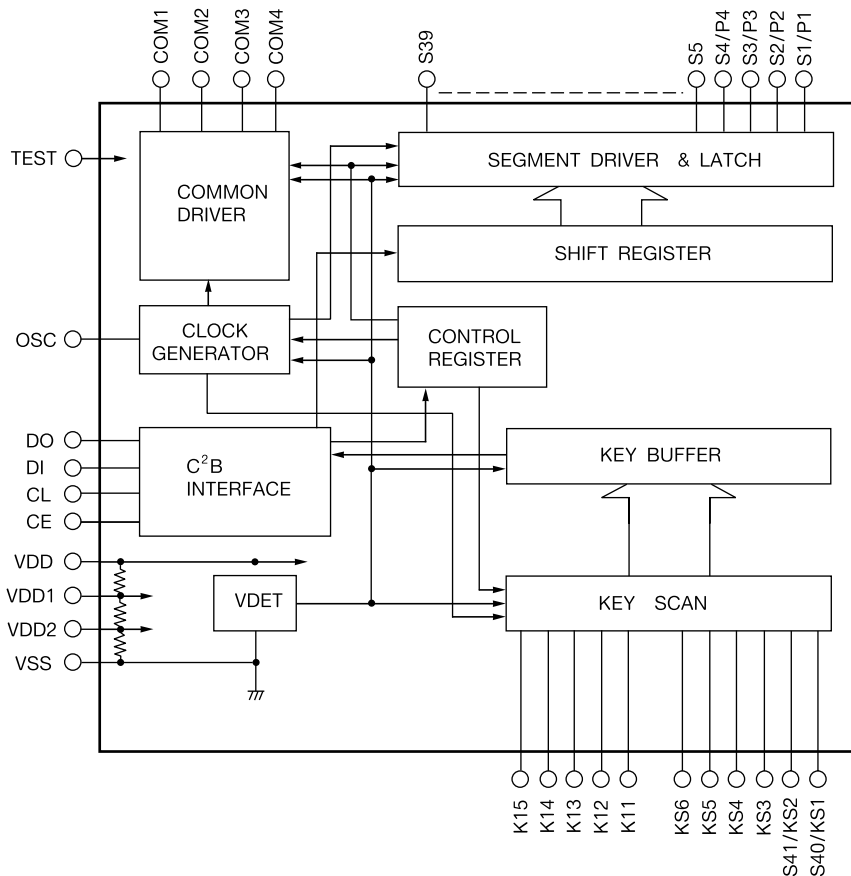 COM1
COM2
COM3
COM4
S39
S5
S4/P4
S3/P3
S2/P2
S1/P1
TEST
COMMON
DRIVER
SEGMENT DRIVER & LATCH
SHIFT REGISTER
OSC
CLOCK
GENERATOR
CONTROL
REGISTER
DO
DI
CL
CE
C²B
INTERFACE
KEY BUFFER
VDD
VDD1
VDD2
VSS
VDET
KEY SCAN
K15
K14
K13
K12
K11
KS6
KS5
KS4
KS3
S41/KS2
S40/KS1